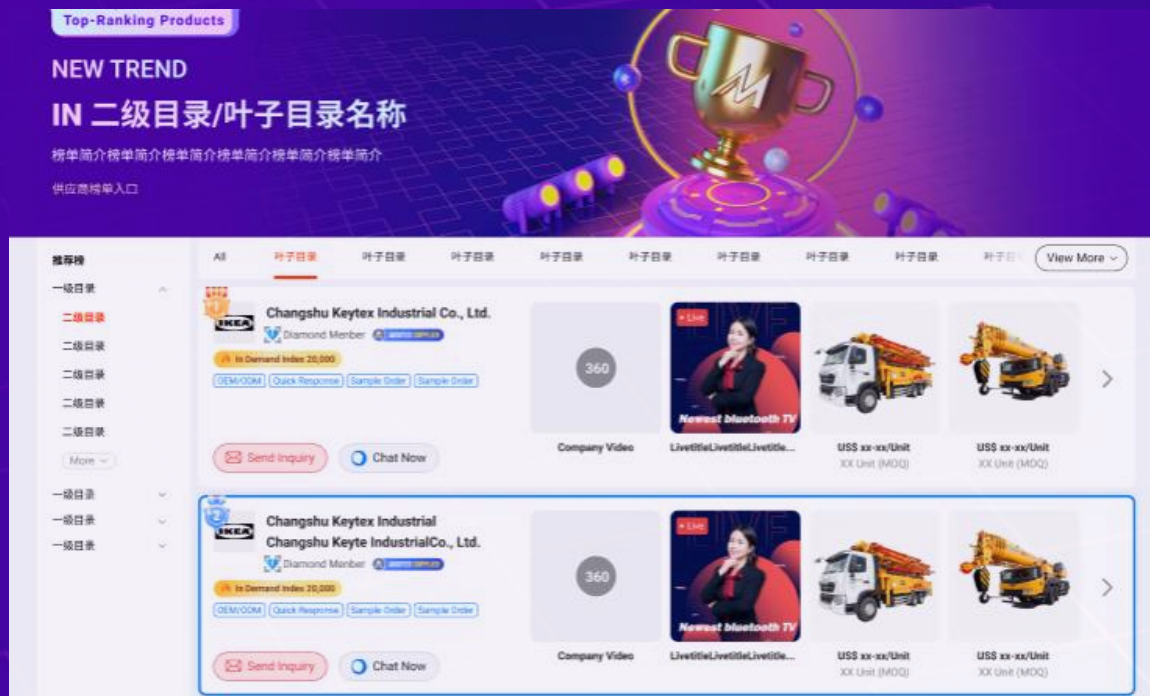 Top-Ranking Products
NEW TREND
IN 二级目录/叶子目录名称
榜单简介榜单简介榜单简介榜单简介榜单简介榜单简介
供应商榜单入口
推荐榜
一级目录
二级目录
二级目录
二级目录
二级目录
二级目录
More
一级目录
一级目录
一级目录
All 叶子目录 叶子目录 叶子目录 叶子目录 叶子目录 叶子目录 叶子目录 叶子目录 叶子目 View More
1
IKEA
Changshu Keytex Industrial Co., Ltd.
Diamond Menber
In Demand Index 20,000
OEM/ODM Quick Response Sample Order Sample Order
Send Inquiry Chat Now
360
Company Video
Live
Newest bluetooth TV
LivetitleLivetitleLivetitle...
US$ xx-xx/Unit
XX Unit (MOQ)
US$ xx-xx/Unit
XX Unit (MOQ)
2
IKEA
Changshu Keytex Industrial
Changshu Keyte IndustrialCo., Ltd.
Diamond Menber
In Demand Index 20,000
OEM/ODM Quick Response Sample Order Sample Order
Send Inquiry Chat Now
360
Company Video
Live
Newest bluetooth TV
LivetitleLivetitleLivetitle...
US$ xx-xx/Unit
XX Unit (MOQ)
US$ xx-xx/Unit
XX Unit (MOQ)